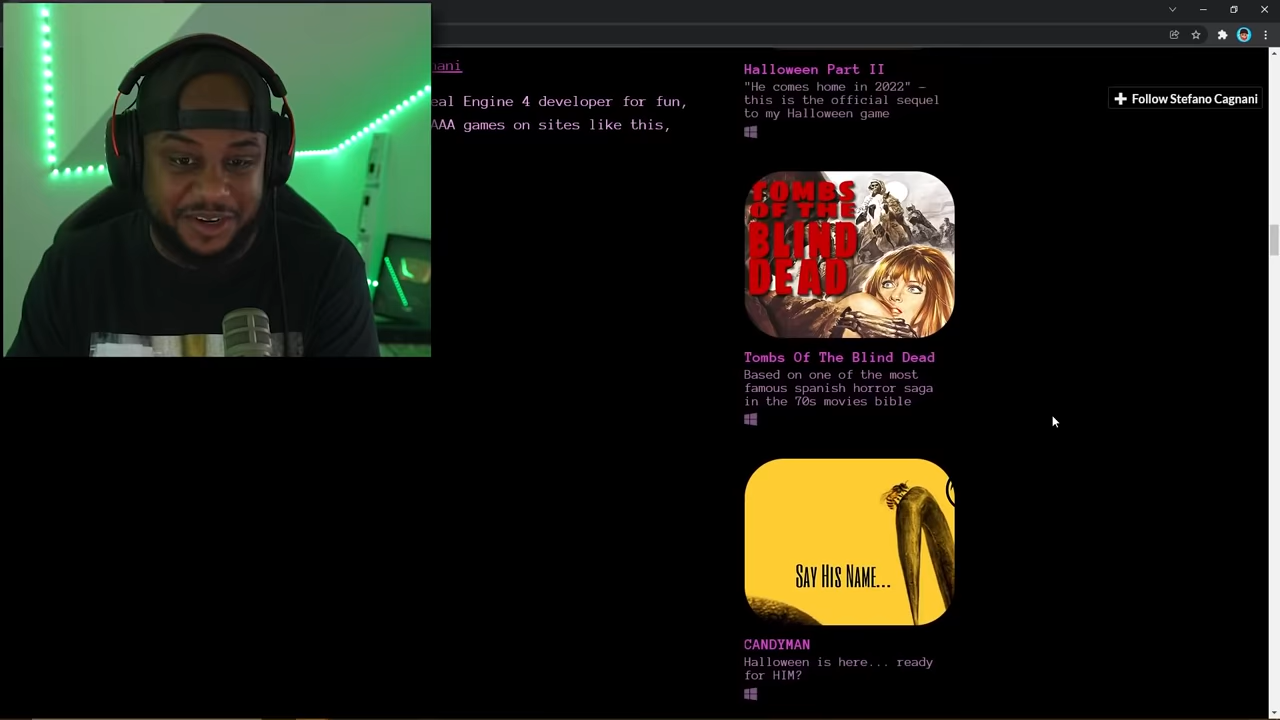 nani
eal Engine 4 developer for fun,
AAA games on sites like this,
Halloween Part II
"He comes home in 2022" -
this is the official sequel
to my Halloween game
Follow Stefano Cagnani
TOMBS
OF THE
BLIND
DEAD
Tombs Of The Blind Dead
Based on one of the most
famous spanish horror saga
in the 70s movies bible
SAY HIS NAME...
CANDYMAN
Halloween is here... ready
for HIM?